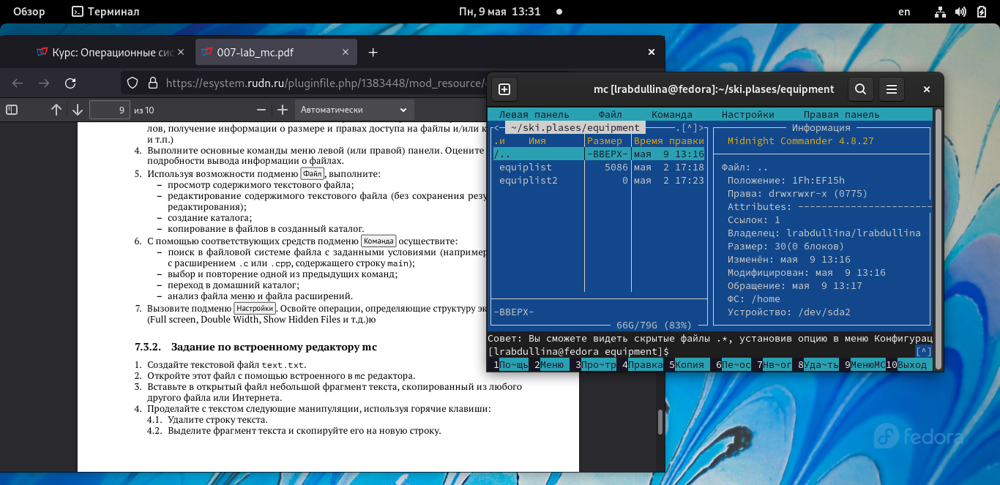 Обзор
Терминал
Пн, 9 мая 13:31
en
Курс: Операционные сис
007-lab_mc.pdf
https://esystem.rudn.ru/pluginfile.php/1383448/mod_resource/
9 из 10
Автоматически
лов, получение информации о размере и правах доступа на файлы и/или к
и т.п.)
4. Выполните основные команды меню левой (или правой) панели. Оцените
подробности вывода информации о файлах.
5. Используя возможности подменю Файл, выполните:
– просмотр содержимого текстового файла;
– редактирование содержимого текстового файла (без сохранения резу
редактирования);
– создание каталога;
– копирование в файлов в созданный каталог.
6. С помощью соответствующих средств подменю Команда осуществите:
– поиск в файловой системе файла с заданными условиями (например
с расширением .c или .cpp, содержащего строку main);
– выбор и повторение одной из предыдущих команд;
– переход в домашний каталог;
– анализ файла меню и файла расширений.
7. Вызовите подменю Настройки. Освойте операции, определяющие структуру эк
(Full screen, Double Width, Show Hidden Files и т.д.)ю
7.3.2. Задание по встроенному редактору mc
1. Создайте текстовой файл text.txt.
2. Откройте этот файл с помощью встроенного в mc редактора.
3. Вставьте в открытый файл небольшой фрагмент текста, скопированный из любого
другого файла или Интернета.
4. Проделайте с текстом следующие манипуляции, используя горячие клавиши:
4.1. Удалите строку текста.
4.2. Выделите фрагмент текста и скопируйте его на новую строку.
mc [lrabdullina@fedora]:~/ski.plases/equipment
Левая панель Файл Команда Настройки Правая панель
<─ ~/ski.plases/equipment ───.[^]>
.и Имя Размер Время правки
/.. -ВВЕРХ- мая 9 13:16
equiplist 5086 мая 2 17:18
equiplist2 0 мая 2 17:23
-ВВЕРХ-
66G/79G (83%)
Информация
Midnight Commander 4.8.27
Файл: ..
Положение: 1Fh:EF15h
Права: drwxrwxr-x (0775)
Attributes: -----------------------
Ссылок: 1
Владелец: lrabdullina/lrabdullina
Размер: 30(0 блоков)
Изменён: мая 9 13:16
Модифицирован: мая 9 13:16
Обращение: мая 9 13:17
ФС: /home
Устройство: /dev/sda2
Совет: Вы сможете видеть скрытые файлы .*, установив опцию в меню Конфигурац
[lrabdullina@fedora equipment]$ [^]
1По~щь 2Меню 3Про~тр 4Правка 5Копия 6Пе~ос 7Нв~ог 8Уда~ть 9МенюMC 10Выход
fedora